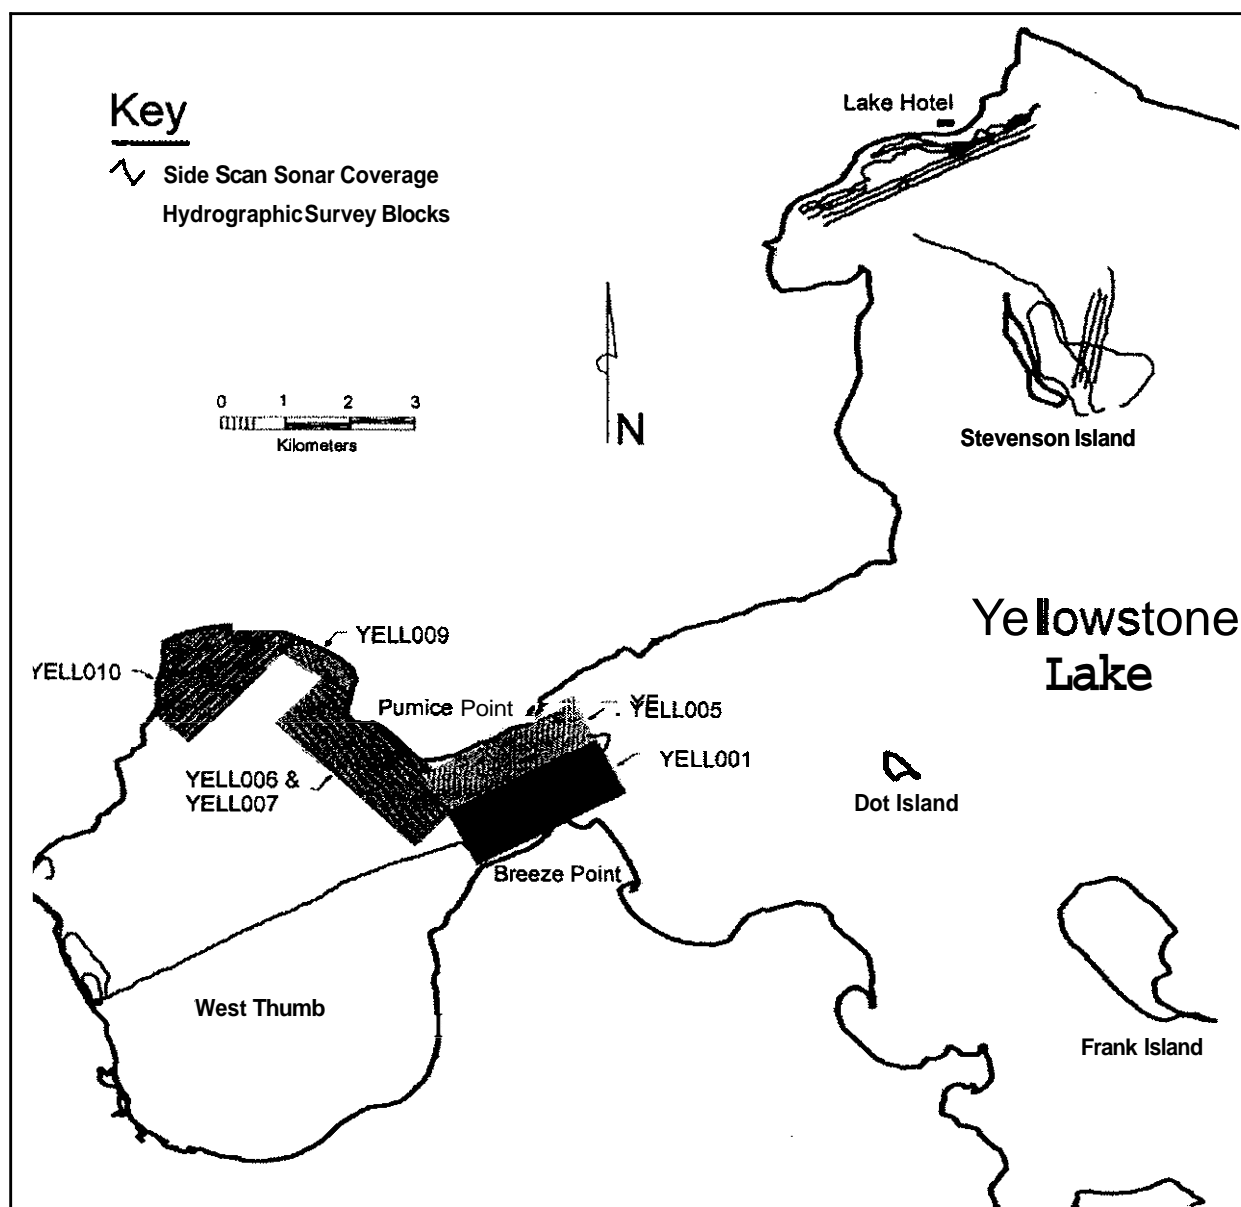 Lake Hotel
Key
Side Scan Sonar Coverage
Hydrographic Survey Blocks
0 1 2 3
Kilometers
N
Stevenson Island
Yellowstone
Lake
YELL009
YELL010
Pumice Point
YELL005
YELL001
YELL006 &
YELL007
Dot Island
Breeze Point
West Thumb
Frank Island